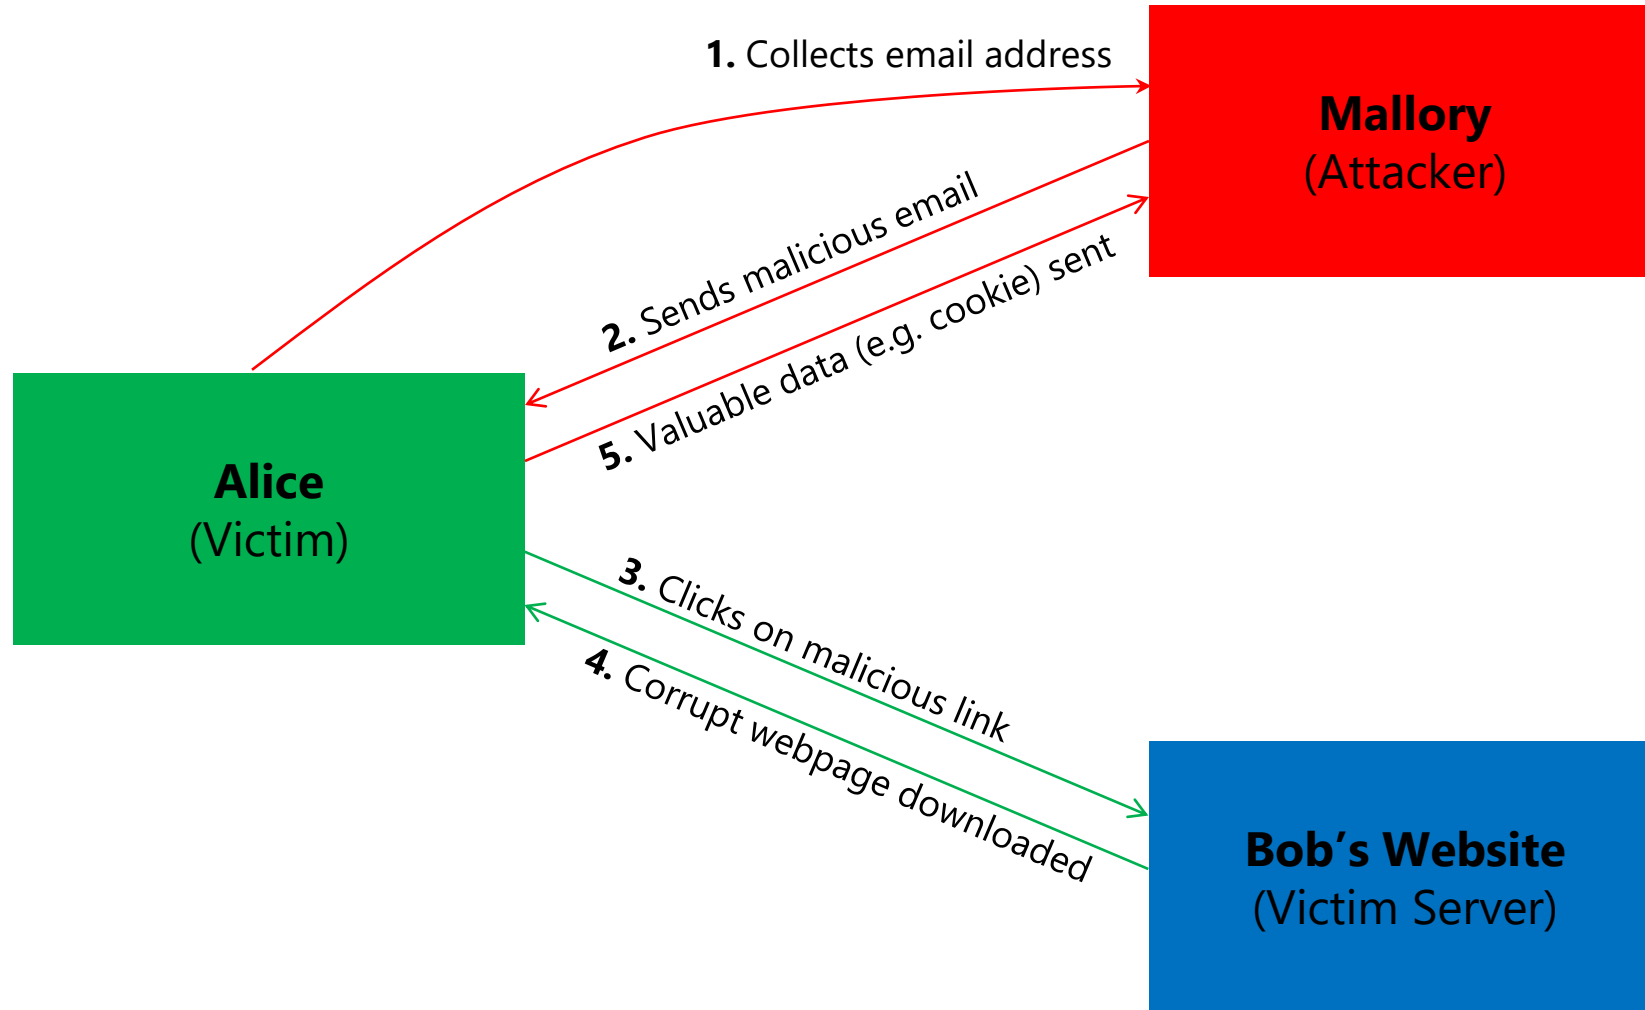 1. Collects email address
Mallory
(Attacker)
2. Sends malicious email
5. Valuable data (e.g. cookie) sent
Alice
(Victim)
3. Clicks on malicious link
4. Corrupt webpage downloaded
Bob’s Website
(Victim Server)